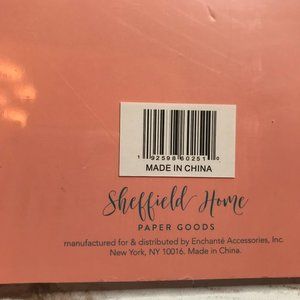 1 92598 60251 0
MADE IN CHINA
Sheffield Home
PAPER GOODS
manufactured for & distributed by Enchanté Accessories, Inc.
New York, NY 10016. Made in China.